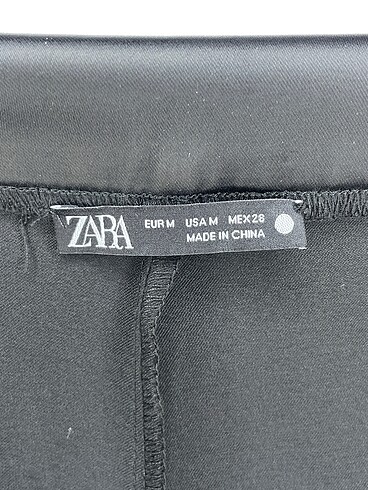 ZARA
EUR M USA M MEX 28
MADE IN CHINA